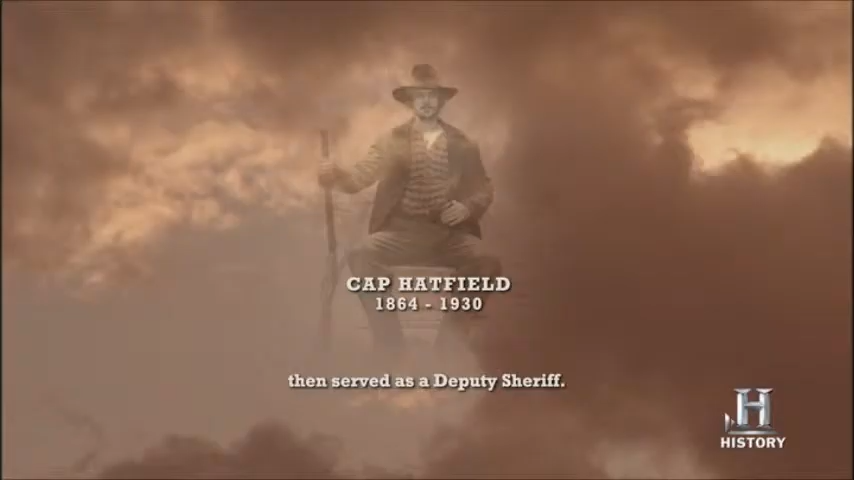 CAP HATFIELD
1864 - 1930
then served as a Deputy Sheriff.
H
HISTORY